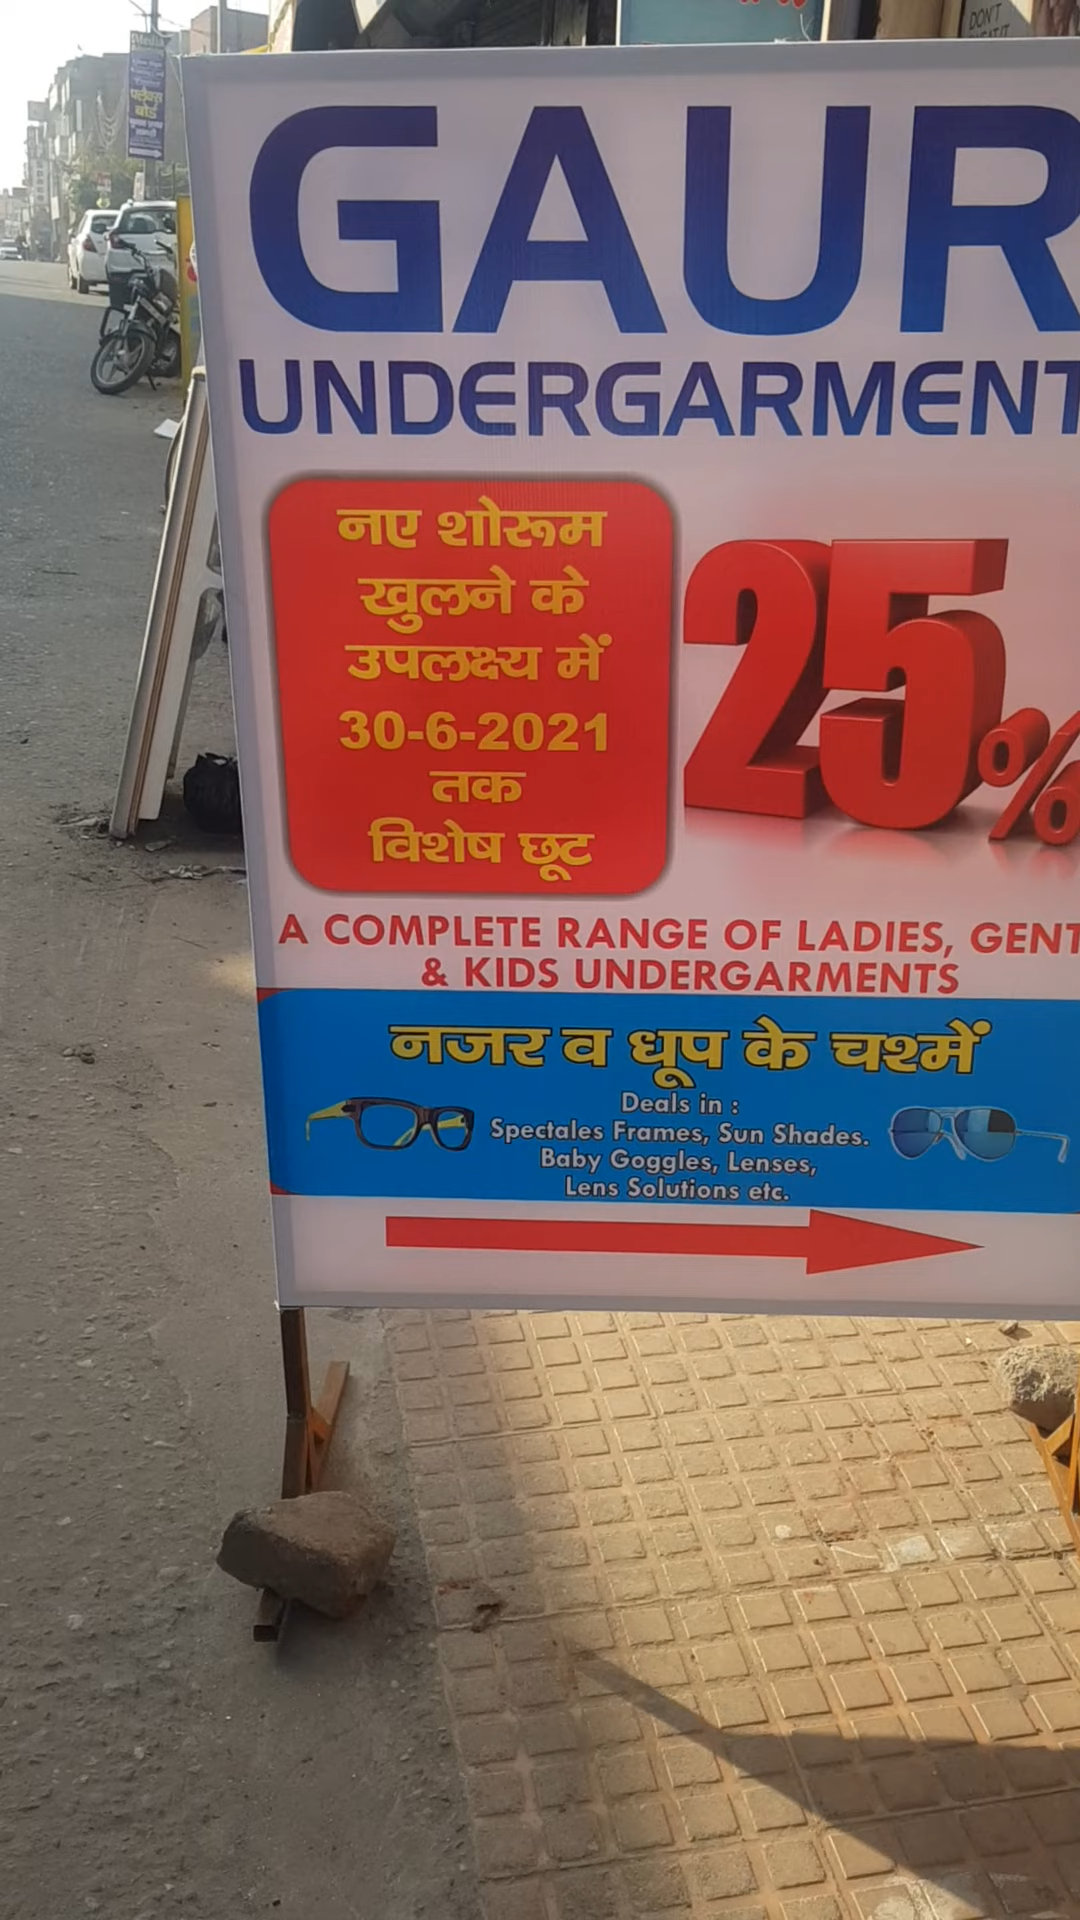 DON'T
GAUR
UNDERGARMENT
नए शोरूम
खुलने के
उपलक्ष्य में
30-6-2021
तक
विशेष छूट
25%
A COMPLETE RANGE OF LADIES, GENT
& KIDS UNDERGARMENTS
नजर व धूप के चश्में
Deals in :
Spectales Frames, Sun Shades.
Baby Goggles, Lenses,
Lens Solutions etc.
फ्लैक्स
बोर्ड